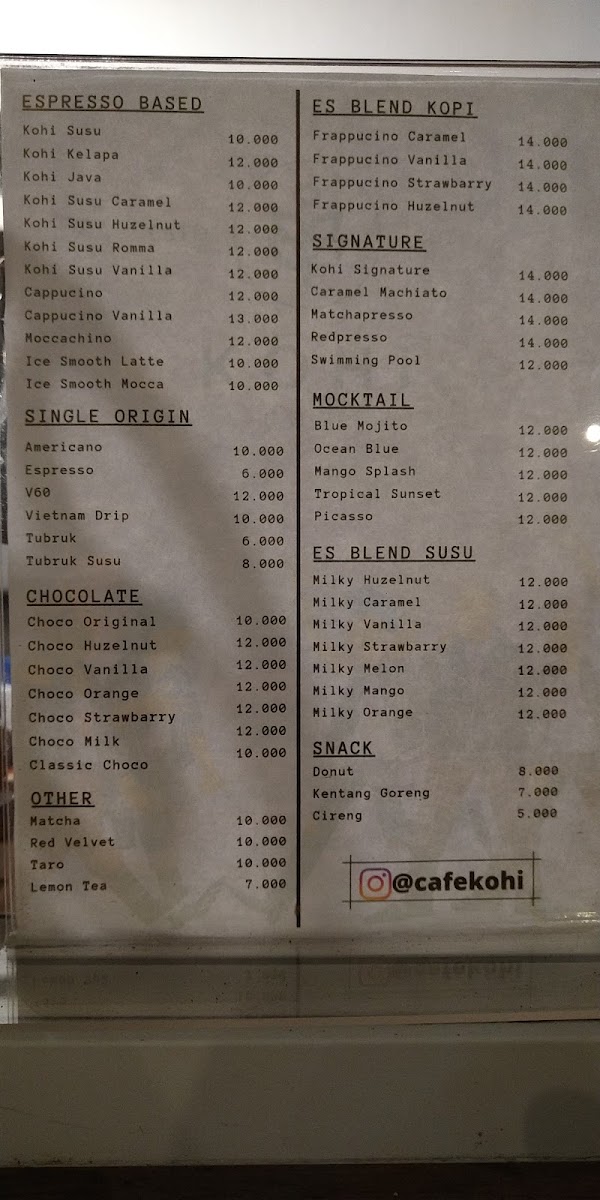 ESPRESSO BASED
Kohi Susu 10.000
Kohi Kelapa 12.000
Kohi Java 10.000
Kohi Susu Caramel 12.000
Kohi Susu Huzelnut 12.000
Kohi Susu Romma 12.000
Kohi Susu Vanilla 12.000
Cappucino 12.000
Cappucino Vanilla 13.000
Moccachino 12.000
Ice Smooth Latte 10.000
Ice Smooth Mocca 10.000
SINGLE ORIGIN
Americano 10.000
Espresso 6.000
V60 12.000
Vietnam Drip 10.000
Tubruk 6.000
Tubruk Susu 8.000
CHOCOLATE
Choco Original 10.000
Choco Huzelnut 12.000
Choco Vanilla 12.000
Choco Orange 12.000
Choco Strawbarry 12.000
Choco Milk 12.000
Classic Choco 10.000
OTHER
Matcha 10.000
Red Velvet 10.000
Taro 10.000
Lemon Tea 7.000
ES BLEND KOPI
Frappucino Caramel 14.000
Frappucino Vanilla 14.000
Frappucino Strawbarry 14.000
Frappucino Huzelnut 14.000
SIGNATURE
Kohi Signature 14.000
Caramel Machiato 14.000
Matchapresso 14.000
Redpresso 14.000
Swimming Pool 12.000
MOCKTAIL
Blue Mojito 12.000
Ocean Blue 12.000
Mango Splash 12.000
Tropical Sunset 12.000
Picasso 12.000
ES BLEND SUSU
Milky Huzelnut 12.000
Milky Caramel 12.000
Milky Vanilla 12.000
Milky Strawbarry 12.000
Milky Melon 12.000
Milky Mango 12.000
Milky Orange 12.000
SNACK
Donut 8.000
Kentang Goreng 7.000
Cireng 5.000
@cafekohi